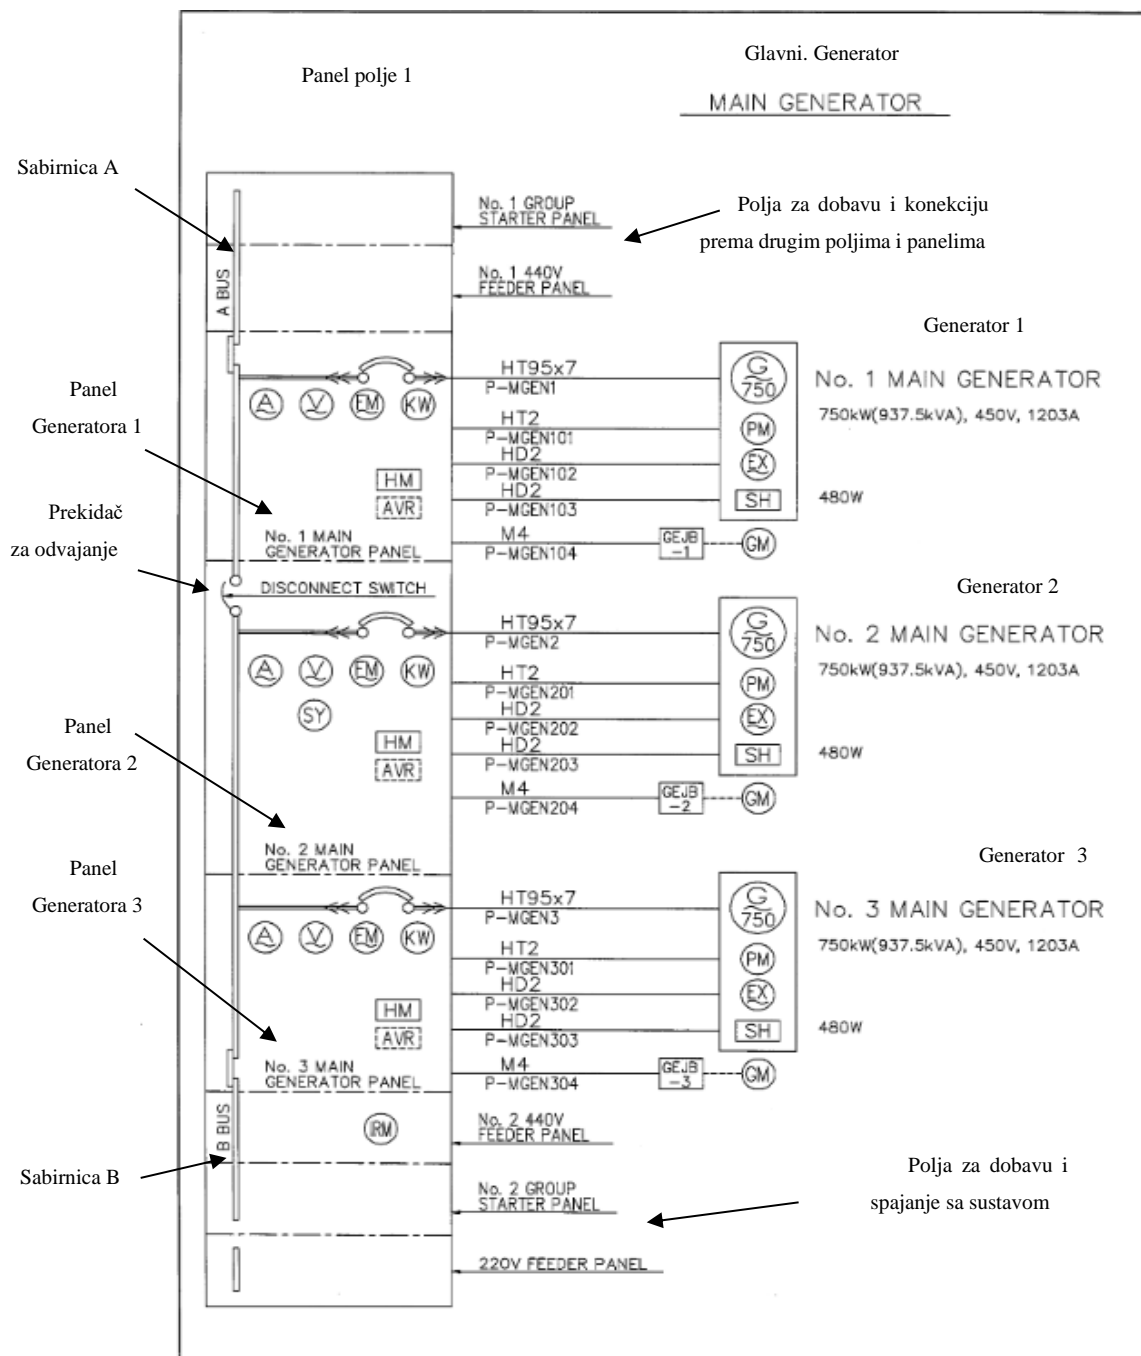 Panel polje 1
Glavni. Generator
MAIN GENERATOR
Sabirnica A
No. 1 GROUP
STARTER PANEL
Polja za dobavu i konekciju
prema drugim poljima i panelima
A BUS
No. 1 440V
FEEDER PANEL
Generator 1
Panel
Generatora 1
HT95x7
P-MGEN1
A
V
EM
KW
HT2
P-MGEN101
HD2
P-MGEN102
HD2
P-MGEN103
HM
AVR
M4
P-MGEN104
GEJB
-1
GM
G
750
PM
EX
SH
No. 1 MAIN GENERATOR
750kW(937.5kVA), 450V, 1203A
480W
No. 1 MAIN
GENERATOR PANEL
Prekidač
za odvajanje
DISCONNECT SWITCH
Generator 2
HT95x7
P-MGEN2
A
V
EM
KW
SY
HT2
P-MGEN201
HD2
P-MGEN202
HD2
P-MGEN203
HM
AVR
M4
P-MGEN204
GEJB
-2
GM
G
750
PM
EX
SH
No. 2 MAIN GENERATOR
750kW(937.5kVA), 450V, 1203A
480W
Panel
Generatora 2
No. 2 MAIN
GENERATOR PANEL
Panel
Generatora 3
Generator 3
HT95x7
P-MGEN3
A
V
EM
KW
HT2
P-MGEN301
HD2
P-MGEN302
HD2
P-MGEN303
HM
AVR
M4
P-MGEN304
GEJB
-3
GM
G
750
PM
EX
SH
No. 3 MAIN GENERATOR
750kW(937.5kVA), 450V, 1203A
480W
No. 3 MAIN
GENERATOR PANEL
B BUS
IRM
No. 2 440V
FEEDER PANEL
Sabirnica B
No. 2 GROUP
STARTER PANEL
Polja za dobavu i
spajanje sa sustavom
220V FEEDER PANEL